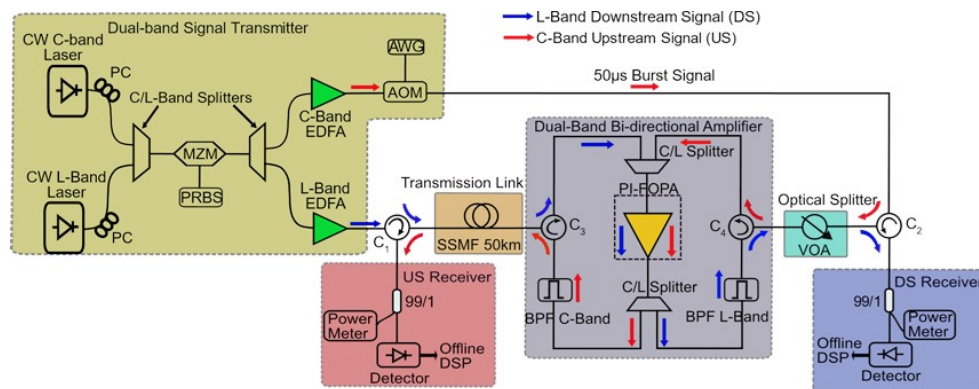 L-Band Downstream Signal (DS)
C-Band Upstream Signal (US)
Dual-band Signal Transmitter
CW C-band
Laser
PC
AWG
AOM
50µs Burst Signal
C/L-Band Splitters
C-Band
EDFA
MZM
PRBS
CW L-Band
Laser
PC
L-Band
EDFA
Dual-Band Bi-directional Amplifier
C/L Splitter
PI-FOPA
Transmission Link
SSMF 50km
Optical Splitter
VOA
C1
C3
C4
C2
C/L Splitter
BPF C-Band
BPF L-Band
US Receiver
99/1
Power
Meter
Offline
DSP
Detector
DS Receiver
99/1
Power
Meter
Offline
DSP
Detector